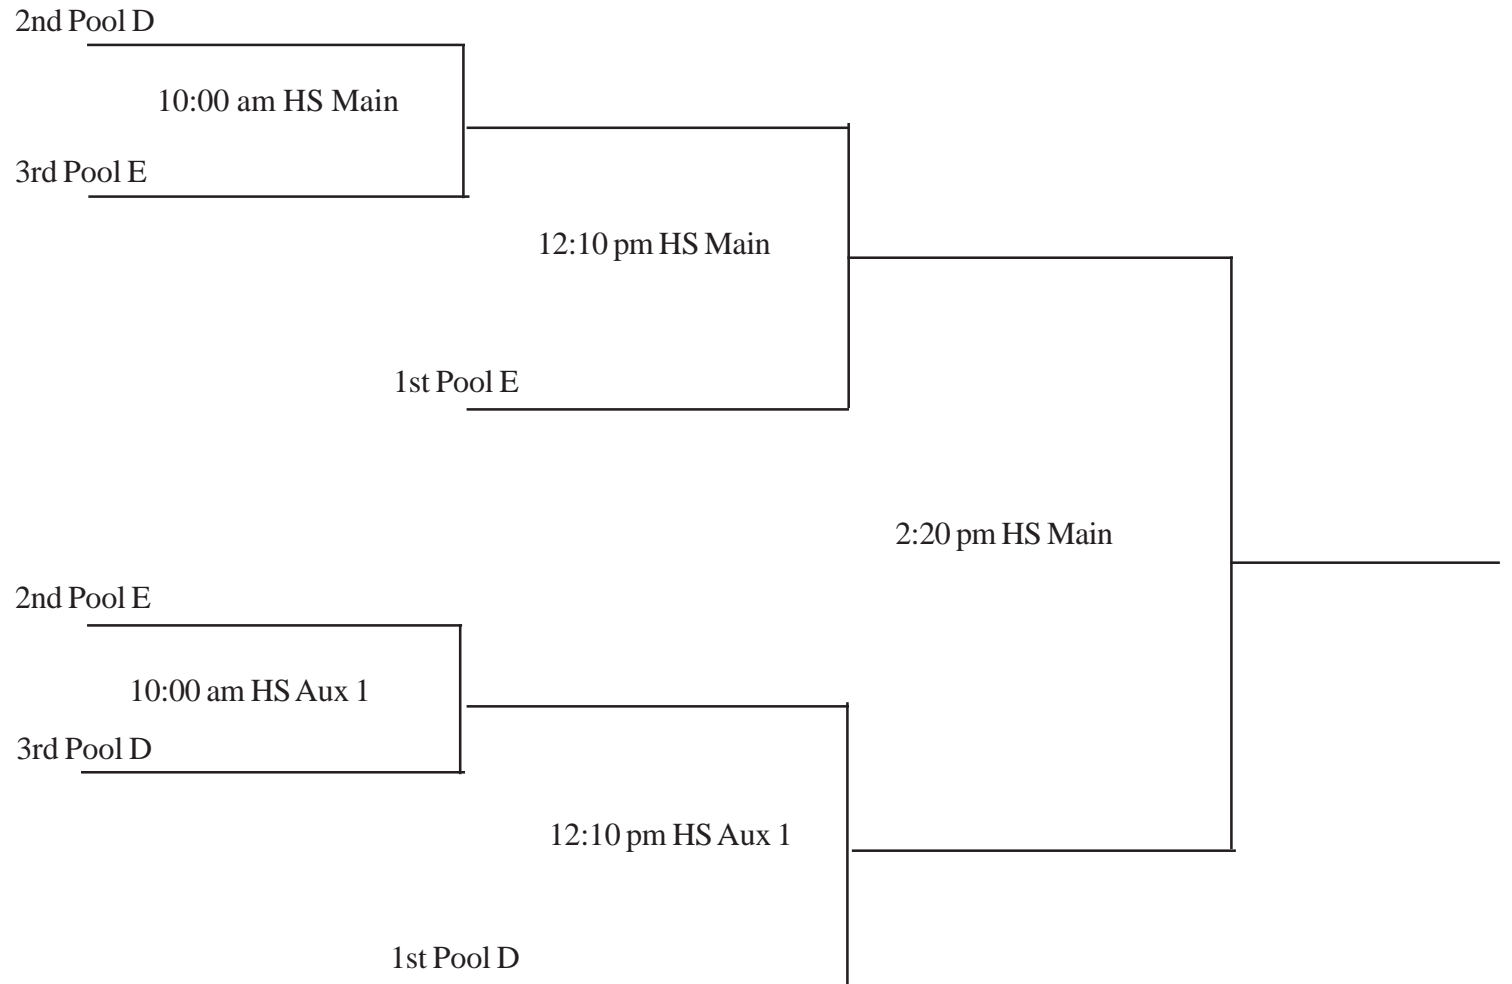 2nd Pool D
10:00 am HS Main
3rd Pool E
12:10 pm HS Main
1st Pool E
2:20 pm HS Main
2nd Pool E
10:00 am HS Aux 1
3rd Pool D
12:10 pm HS Aux 1
1st Pool D